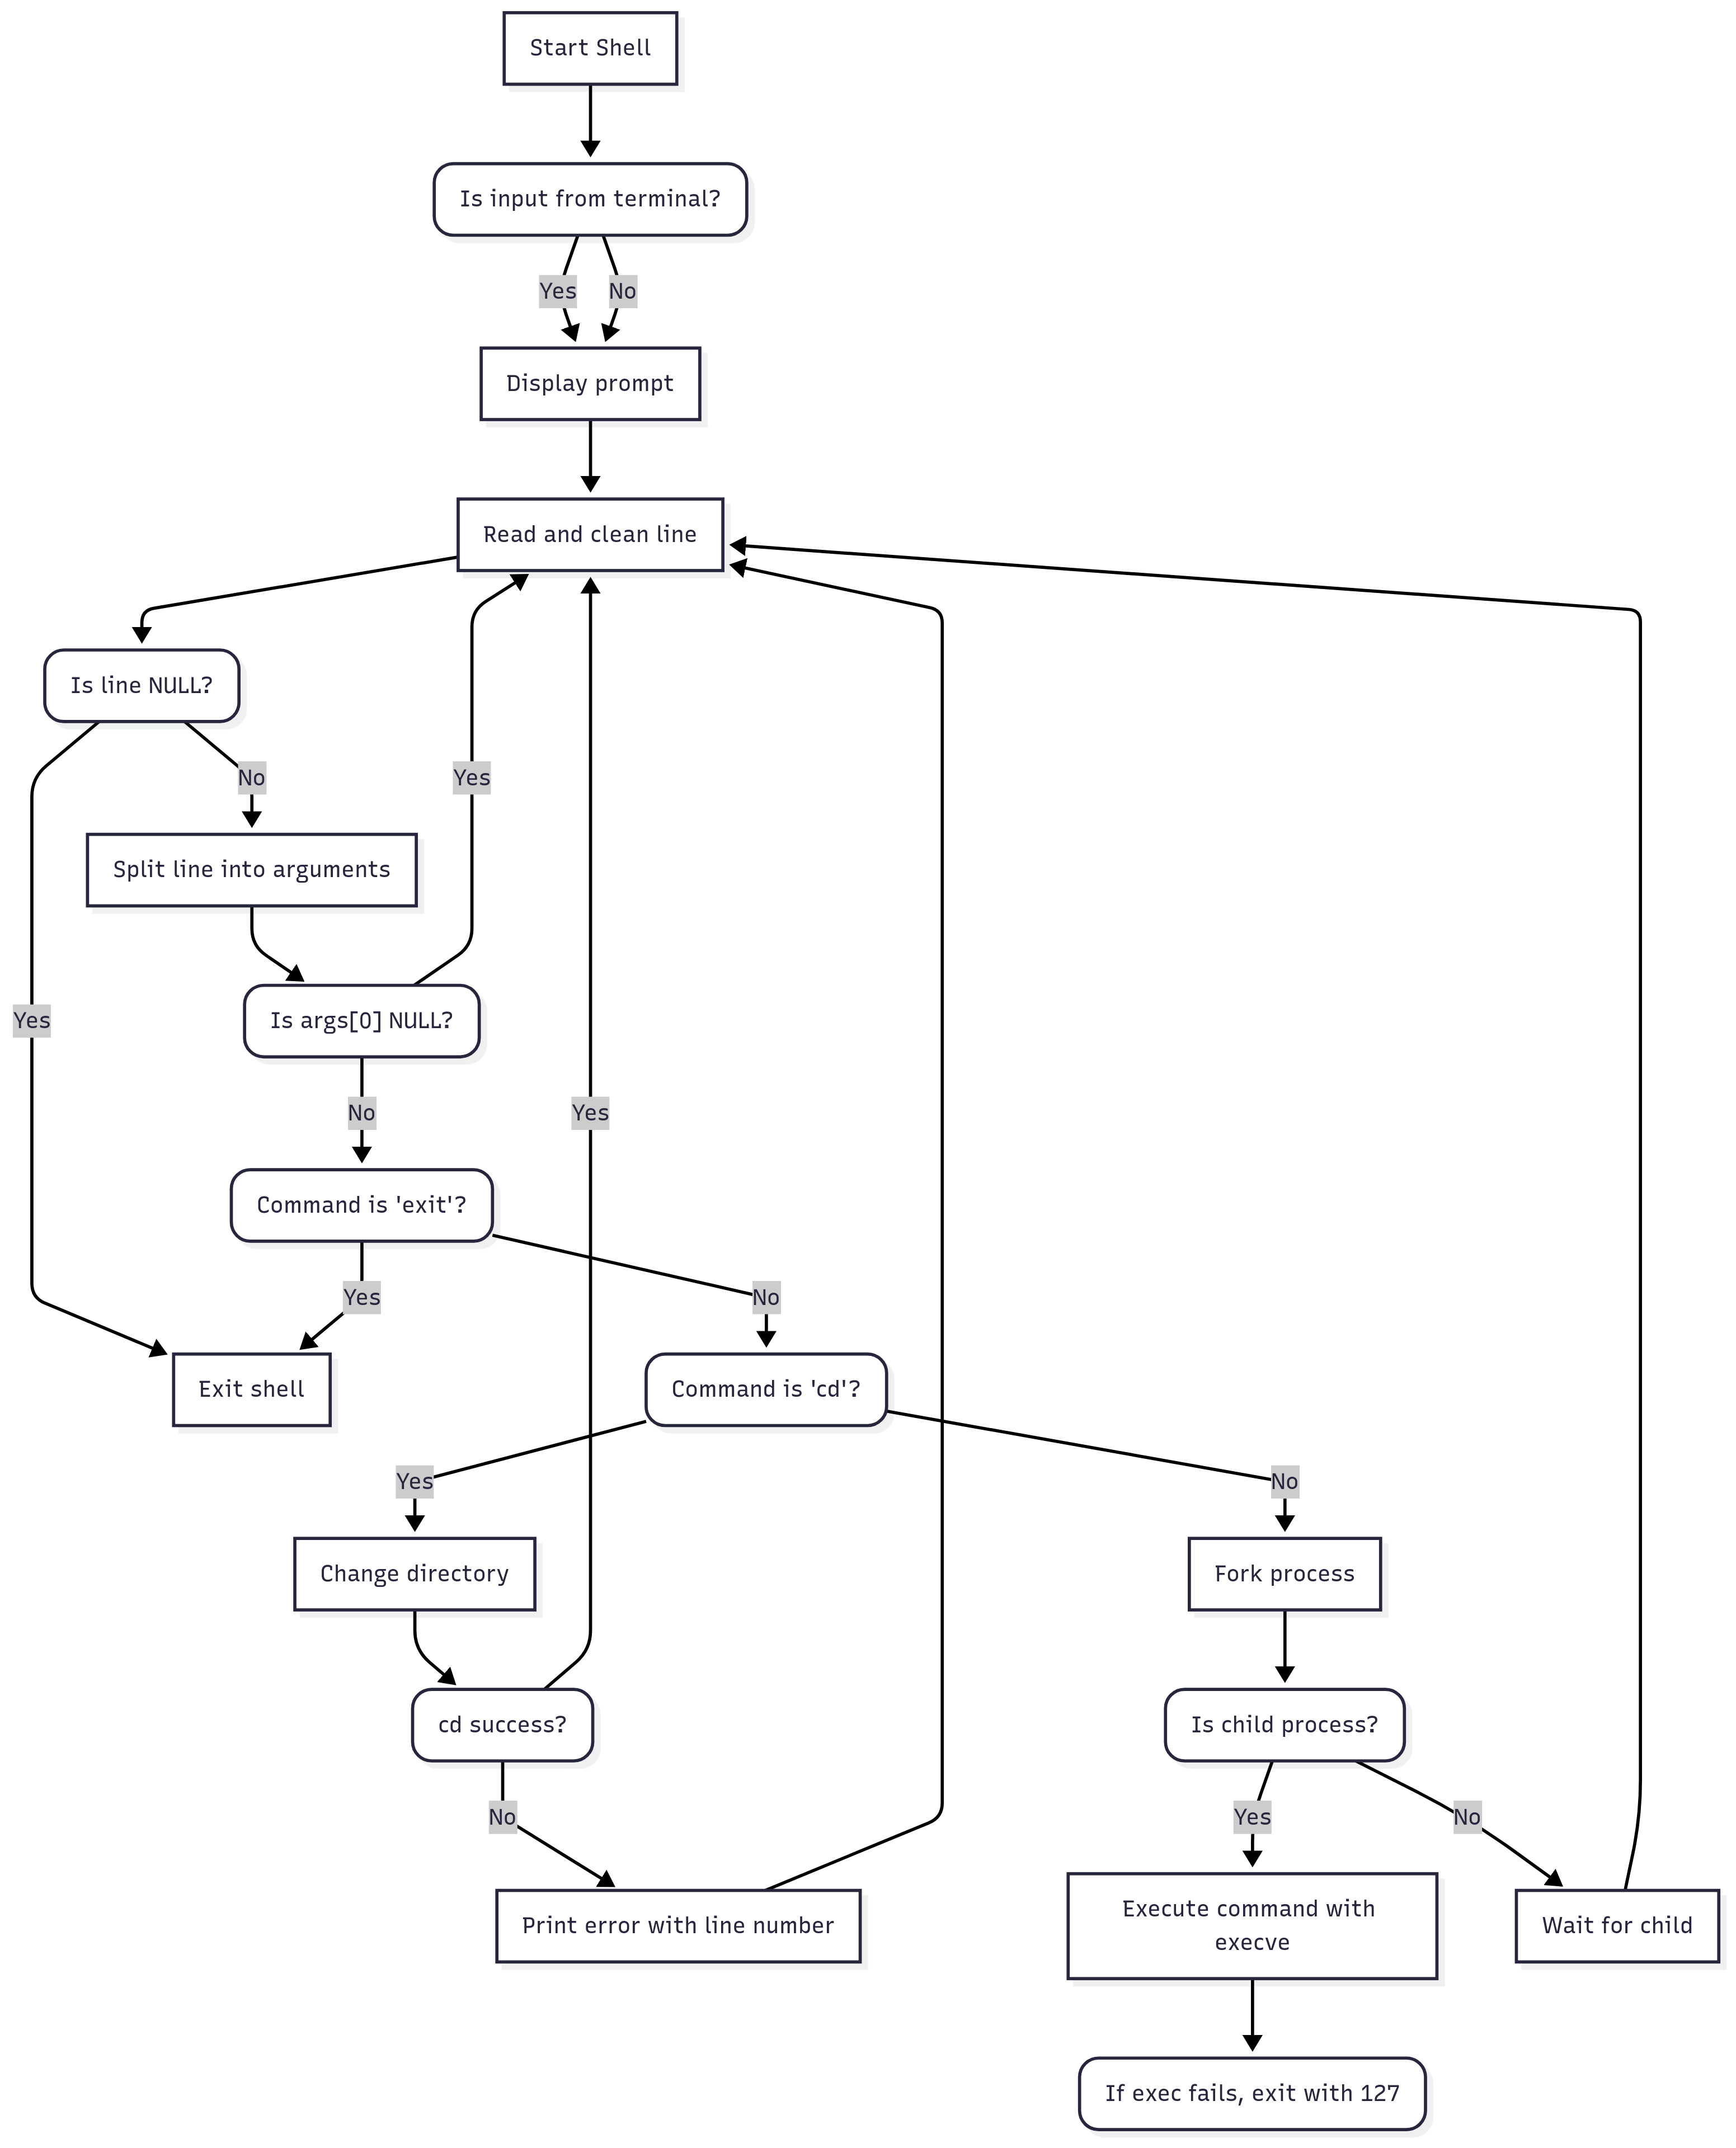 Start Shell
Is input from terminal?
Yes
No
Display prompt
Read and clean line
Is line NULL?
No
Yes
Split line into arguments
Is args[0] NULL?
Yes
No
Yes
Command is 'exit'?
Yes
No
Exit shell
Command is 'cd'?
Yes
No
Change directory
Fork process
cd success?
Is child process?
No
Yes
No
Print error with line number
Execute command with
execve
Wait for child
If exec fails, exit with 127